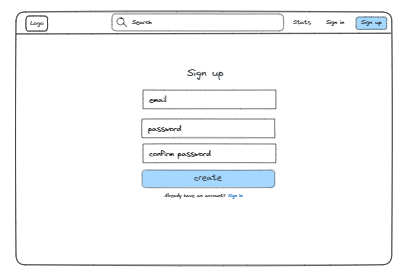 Logo Search Stats Sign in Sign up
Sign up
email
password
confirm password
create
Already have an account? Sign in